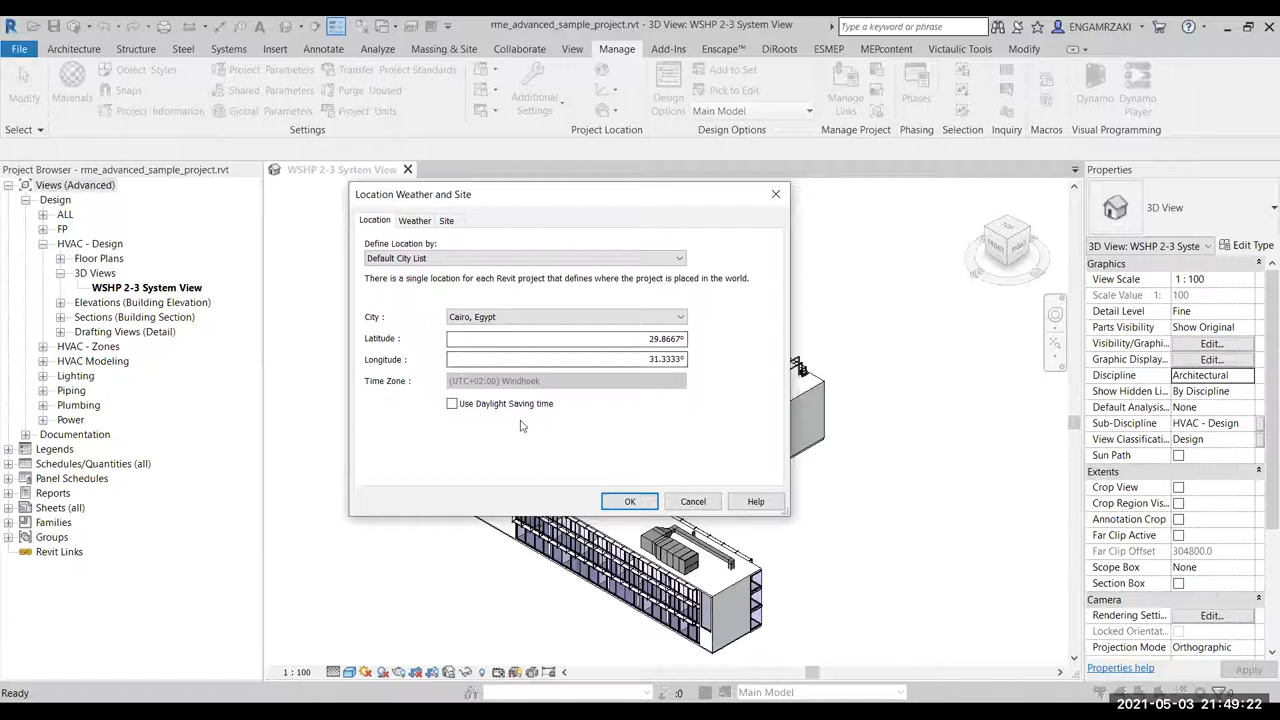 rme_advanced_sample_project.rvt - 3D View: WSHP 2-3 System View
Type a keyword or phrase
ENGAMRZAKI
File Architecture Structure Steel Systems Insert Annotate Analyze Massing & Site Collaborate View Manage Add-Ins Enscape™ DiRoots ESMEP MEPcontent Victaulic Tools Modify
Modify
Materials
Object Styles
Snaps
Project Information
Project Parameters
Shared Parameters
Global Parameters
Transfer Project Standards
Purge Unused
Project Units
Additional Settings
Design Options
Add to Set
Pick to Edit
Main Model
Manage Links
Phases
Dynamo
Dynamo Player
Select Settings Project Location Design Options Manage Project Phasing Selection Inquiry Macros Visual Programming
Project Browser - rme_advanced_sample_project.rvt
Views (Advanced)
Design
ALL
FP
HVAC - Design
Floor Plans
3D Views
WSHP 2-3 System View
Elevations (Building Elevation)
Sections (Building Section)
Drafting Views (Detail)
HVAC - Zones
HVAC Modeling
Lighting
Piping
Plumbing
Power
Documentation
Legends
Schedules/Quantities (all)
Panel Schedules
Reports
Sheets (all)
Families
Groups
Revit Links
WSHP 2-3 System View
Location Weather and Site
Location Weather Site
Define Location by:
Default City List
There is a single location for each Revit project that defines where the project is placed in the world.
City : Cairo, Egypt
Latitude : 29.8667°
Longitude : 31.3333°
Time Zone : (UTC+02:00) Windhoek
Use Daylight Saving time
OK Cancel Help
TOP
FRONT RIGHT
Properties
3D View
3D View: WSHP 2-3 Syste Edit Type
Graphics
View Scale 1 : 100
Scale Value 1: 100
Detail Level Fine
Parts Visibility Show Original
Visibility/Graphi... Edit...
Graphic Display... Edit...
Discipline Architectural
Show Hidden Li... By Discipline
Default Analysis... None
Sub-Discipline HVAC - Design
View Classificati... Design
Sun Path
Extents
Crop View
Crop Region Vis...
Annotation Crop
Far Clip Active
Far Clip Offset 304800.0
Scope Box None
Section Box
Camera
Rendering Setti... Edit...
Locked Orientat...
Projection Mode Orthographic
Properties help Apply
1 : 100
Ready
:0
Main Model
2021-05-03 21:49:22